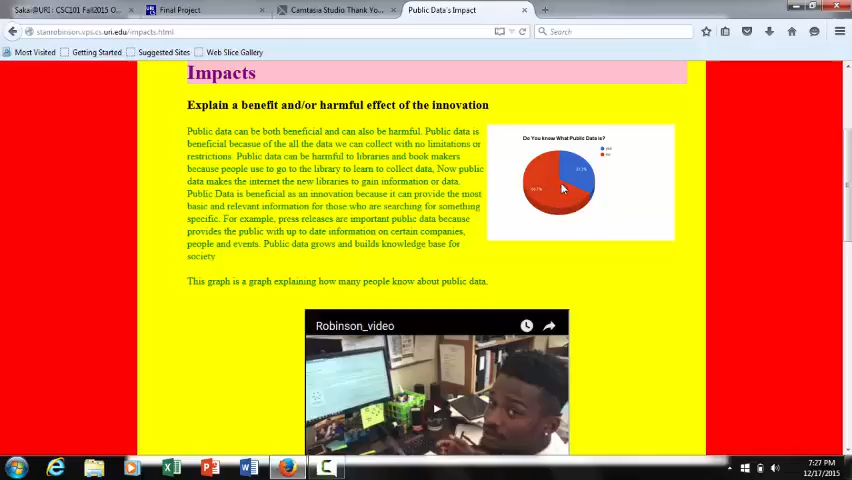 Sakai@URI : CSC101 Fall2015 O...
Final Project
Camtasia Studio Thank Yo...
Public Data's Impact
stanrobinson.vps.cs.uri.edu/impacts.html
Search
Most Visited
Getting Started
Suggested Sites
Web Slice Gallery
Impacts
Explain a benefit and/or harmful effect of the innovation
Public data can be both beneficial and can also be harmful. Public data is
beneficial becasue of the all the data we can collect with no limitations or
restrictions. Public data can be harmful to libraries and book makers
because people use to go to the library to learn to collect data, Now public
data makes the internet the new libraries to gain information or data.
Public Data is beneficial as an innovation because it can provide the most
basic and relevant information for those who are searching for something
specific. For example, press releases are important public data because
provides the public with up to date information on certain companies,
people and events. Public data grows and builds knowledge base for
society
Do You know What Public Data is?
This graph is a graph explaining how many people know about public data.
Robinson_video
7:27 PM
12/17/2015